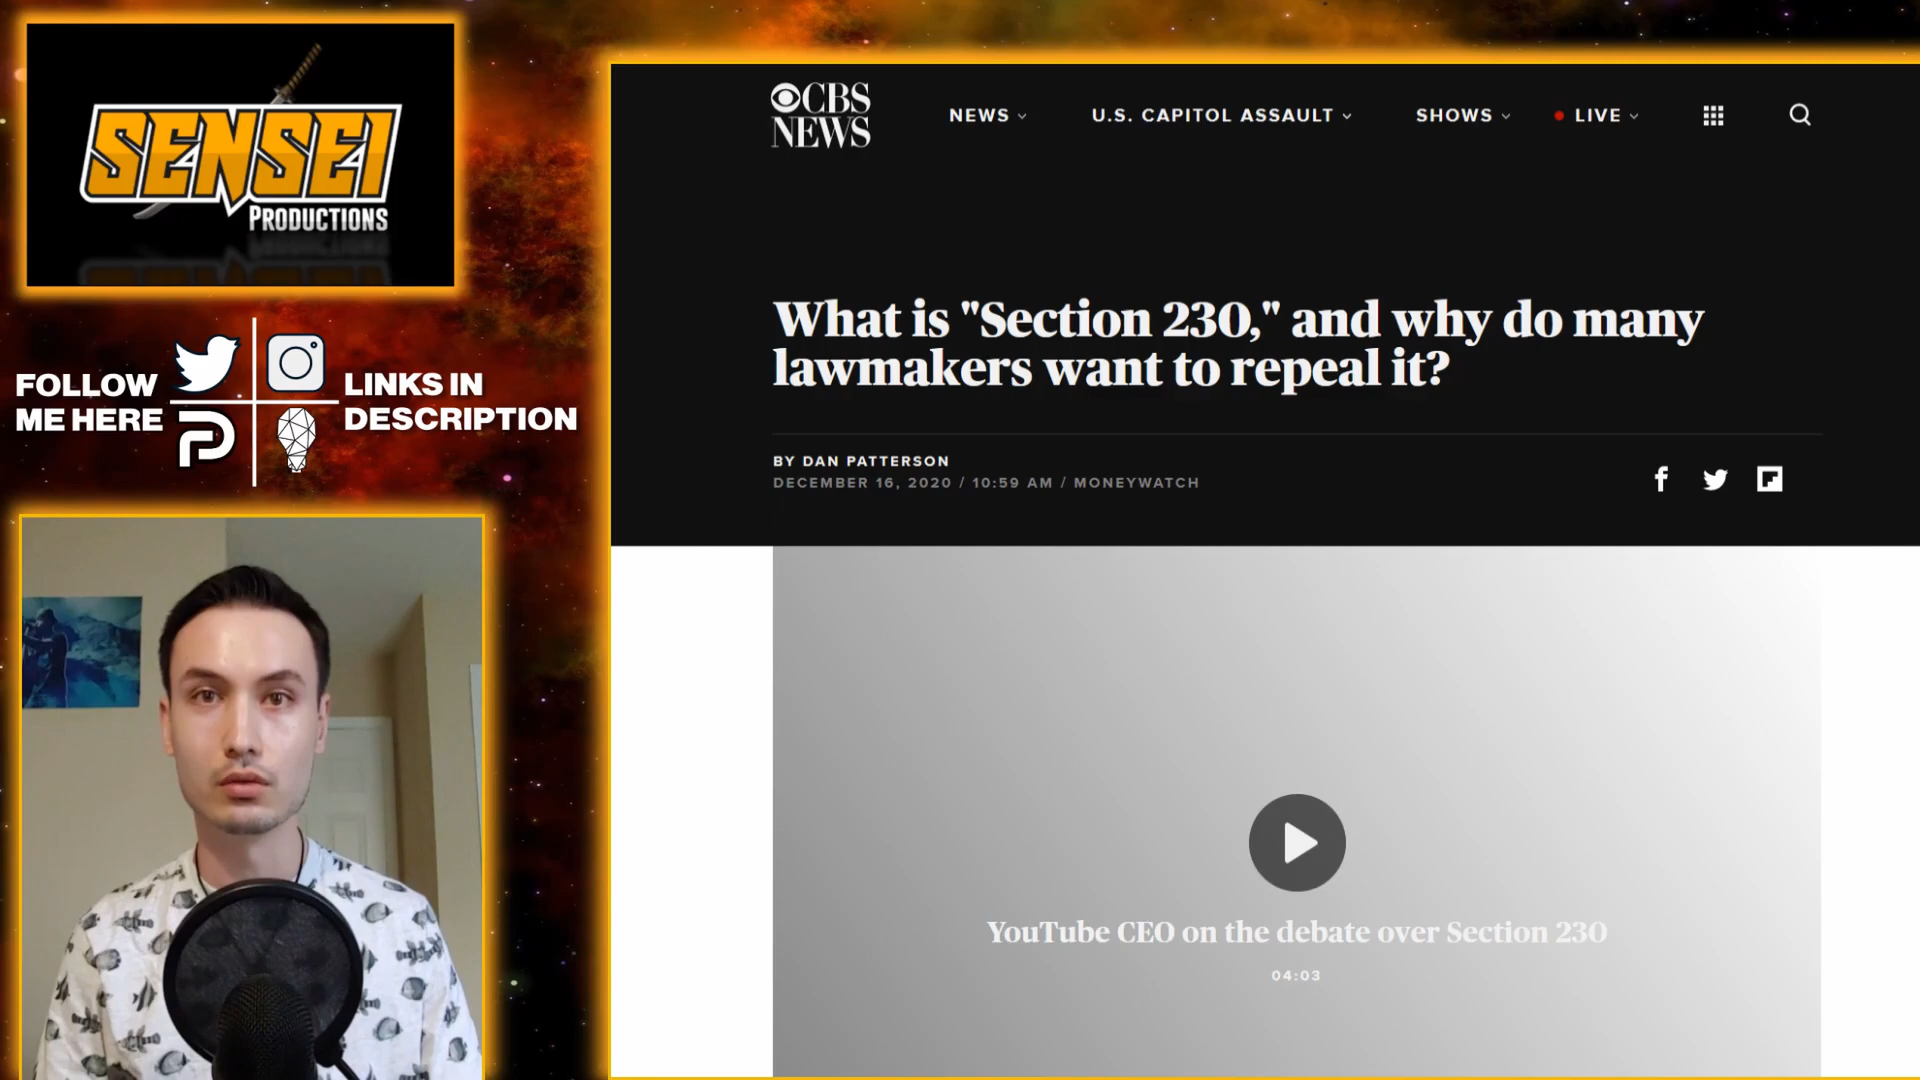 SENSEI
PRODUCTIONS
FOLLOW
ME HERE
LINKS IN
DESCRIPTION
CBS
NEWS
NEWS
U.S. CAPITOL ASSAULT
SHOWS
LIVE
What is "Section 230," and why do many
lawmakers want to repeal it?
BY DAN PATTERSON
DECEMBER 16, 2020 / 10:59 AM / MONEYWATCH
YouTube CEO on the debate over Section 230
04:03